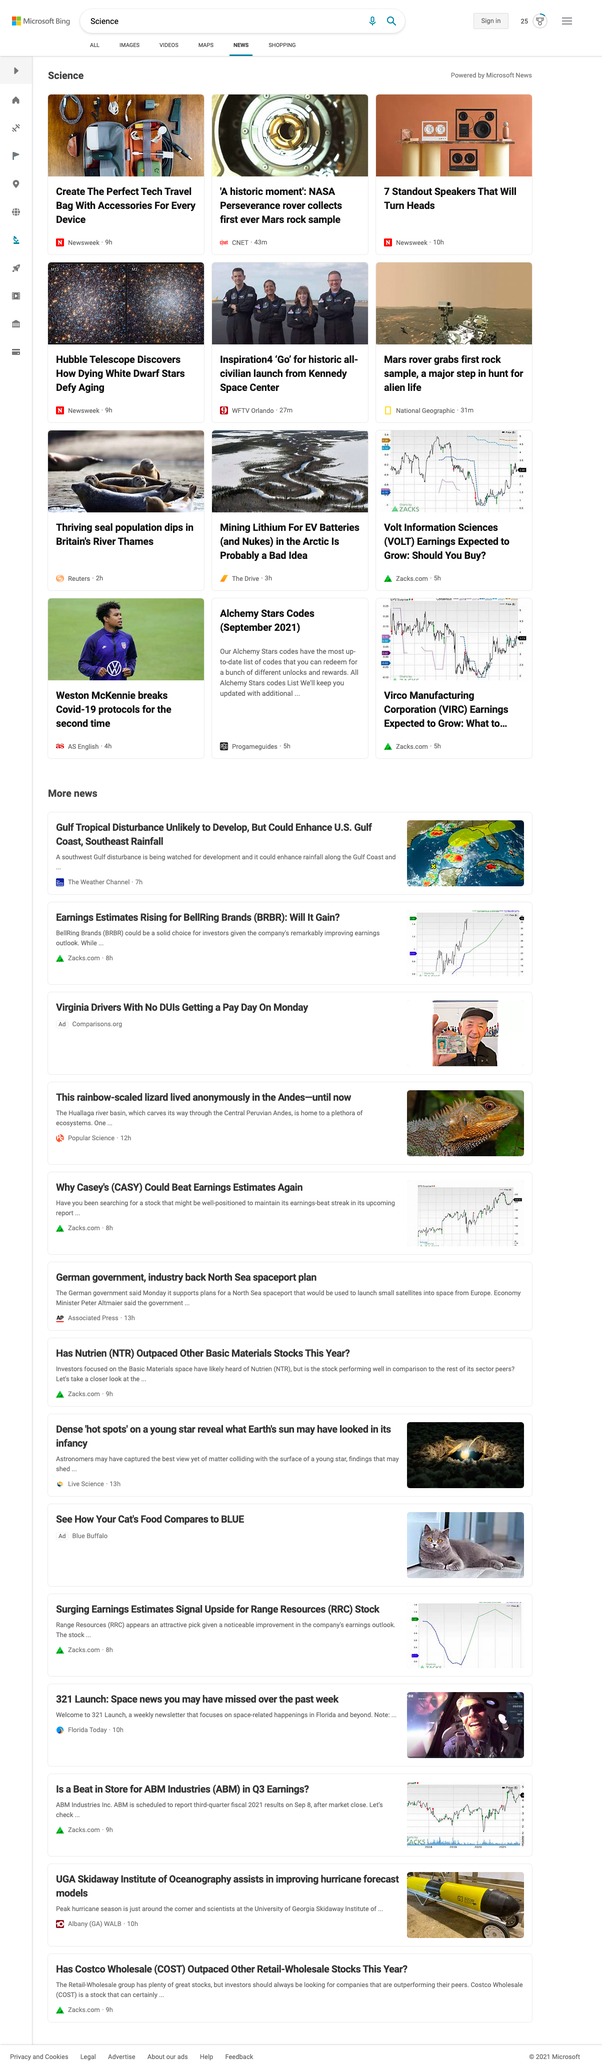 Microsoft Bing
Science
Sign in
25
ALL
IMAGES
VIDEOS
MAPS
NEWS
SHOPPING
Science
Powered by Microsoft News
Create The Perfect Tech Travel
Bag With Accessories For Every
Device
Newsweek · 9h
'A historic moment': NASA
Perseverance rover collects
first ever Mars rock sample
CNET · 43m
7 Standout Speakers That Will
Turn Heads
Newsweek · 10h
Hubble Telescope Discovers
How Dying White Dwarf Stars
Defy Aging
Newsweek · 9h
Inspiration4 ‘Go’ for historic all-
civilian launch from Kennedy
Space Center
WFTV Orlando · 27m
Mars rover grabs first rock
sample, a major step in hunt for
alien life
National Geographic · 31m
Thriving seal population dips in
Britain's River Thames
Reuters · 2h
Mining Lithium For EV Batteries
(and Nukes) in the Arctic Is
Probably a Bad Idea
The Drive · 3h
ZACKS
Volt Information Sciences
(VOLT) Earnings Expected to
Grow: Should You Buy?
Zacks.com · 5h
Weston McKennie breaks
Covid-19 protocols for the
second time
as AS English · 4h
Alchemy Stars Codes
(September 2021)
Our Alchemy Stars codes have the most up-
to-date list of codes that you can redeem for
a bunch of different unlocks and rewards. All
Alchemy Stars codes List We'll keep you
updated with additional ...
Progameguides · 5h
Virco Manufacturing
Corporation (VIRC) Earnings
Expected to Grow: What to...
Zacks.com · 5h
More news
Gulf Tropical Disturbance Unlikely to Develop, But Could Enhance U.S. Gulf
Coast, Southeast Rainfall
A southwest Gulf disturbance is being watched for development and it could enhance rainfall along the Gulf Coast and
...
The Weather Channel · 7h
Earnings Estimates Rising for BellRing Brands (BRBR): Will It Gain?
BellRing Brands (BRBR) could be a solid choice for investors given the company's remarkably improving earnings
outlook. While ...
Zacks.com · 8h
Virginia Drivers With No DUIs Getting a Pay Day On Monday
Ad Comparisons.org
This rainbow-scaled lizard lived anonymously in the Andes—until now
The Huallaga river basin, which carves its way through the Central Peruvian Andes, is home to a plethora of
ecosystems. One ...
Popular Science · 12h
Why Casey's (CASY) Could Beat Earnings Estimates Again
Have you been searching for a stock that might be well-positioned to maintain its earnings-beat streak in its upcoming
report ...
Zacks.com · 8h
German government, industry back North Sea spaceport plan
The German government said Monday it supports plans for a North Sea spaceport that would be used to launch small satellites into space from Europe. Economy
Minister Peter Altmaier said the government ...
AP Associated Press · 13h
Has Nutrien (NTR) Outpaced Other Basic Materials Stocks This Year?
Investors focused on the Basic Materials space have likely heard of Nutrien (NTR), but is the stock performing well in comparison to the rest of its sector peers?
Let's take a closer look at the ...
Zacks.com · 9h
Dense 'hot spots' on a young star reveal what Earth's sun may have looked in its
infancy
Astronomers may have captured the best view yet of matter colliding with the surface of a young star, findings that may
shed ...
Live Science · 13h
See How Your Cat's Food Compares to BLUE
Ad Blue Buffalo
Surging Earnings Estimates Signal Upside for Range Resources (RRC) Stock
Range Resources (RRC) appears an attractive pick given a noticeable improvement in the company's earnings outlook.
The stock ...
Zacks.com · 8h
321 Launch: Space news you may have missed over the past week
Welcome to 321 Launch, a weekly newsletter that focuses on space-related happenings in Florida and beyond. Note: ...
Florida Today · 10h
Is a Beat in Store for ABM Industries (ABM) in Q3 Earnings?
ABM Industries Inc. ABM is scheduled to report third-quarter fiscal 2021 results on Sep 8, after market close. Let's
check ...
Zacks.com · 9h
UGA Skidaway Institute of Oceanography assists in improving hurricane forecast
models
Peak hurricane season is just around the corner and scientists at the University of Georgia Skidaway Institute of ...
Albany (GA) WALB · 10h
Has Costco Wholesale (COST) Outpaced Other Retail-Wholesale Stocks This Year?
The Retail-Wholesale group has plenty of great stocks, but investors should always be looking for companies that are outperforming their peers. Costco Wholesale
(COST) is a stock that can certainly ...
Zacks.com · 9h
Privacy and Cookies
Legal
Advertise
About our ads
Help
Feedback
© 2021 Microsoft